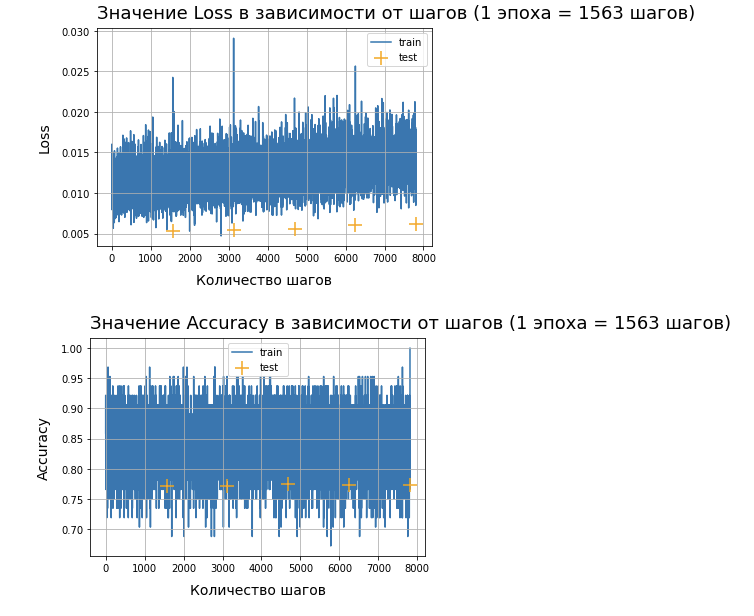 Значение Loss в зависимости от шагов (1 эпоха = 1563 шагов)
0.030
0.025
0.020
0.015
0.010
0.005
Loss
train
test
0 1000 2000 3000 4000 5000 6000 7000 8000
Количество шагов
Значение Accuracy в зависимости от шагов (1 эпоха = 1563 шагов)
1.00
0.95
0.90
0.85
0.80
0.75
0.70
Accuracy
train
test
0 1000 2000 3000 4000 5000 6000 7000 8000
Количество шагов